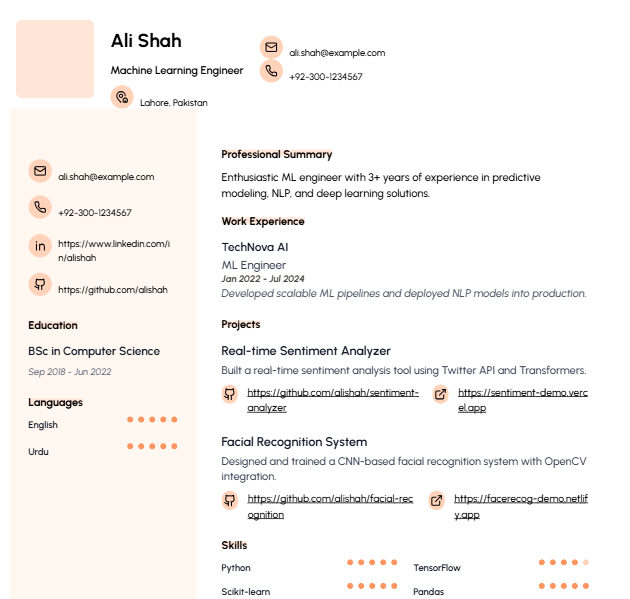 Ali Shah
Machine Learning Engineer
Lahore, Pakistan
ali.shah@example.com
+92-300-1234567
ali.shah@example.com
+92-300-1234567
https://www.linkedin.com/i
n/alishah
https://github.com/alishah
Education
BSc in Computer Science
Sep 2018 - Jun 2022
Languages
English
Urdu
Professional Summary
Enthusiastic ML engineer with 3+ years of experience in predictive
modeling, NLP, and deep learning solutions.
Work Experience
TechNova AI
ML Engineer
Jan 2022 - Jul 2024
Developed scalable ML pipelines and deployed NLP models into production.
Projects
Real-time Sentiment Analyzer
Built a real-time sentiment analysis tool using Twitter API and Transformers.
https://github.com/alishah/sentiment-
analyzer
https://sentiment-demo.verc
el.app
Facial Recognition System
Designed and trained a CNN-based facial recognition system with OpenCV
integration.
https://github.com/alishah/facial-rec
ognition
https://facerecog-demo.netlif
y.app
Skills
Python
TensorFlow
Scikit-learn
Pandas